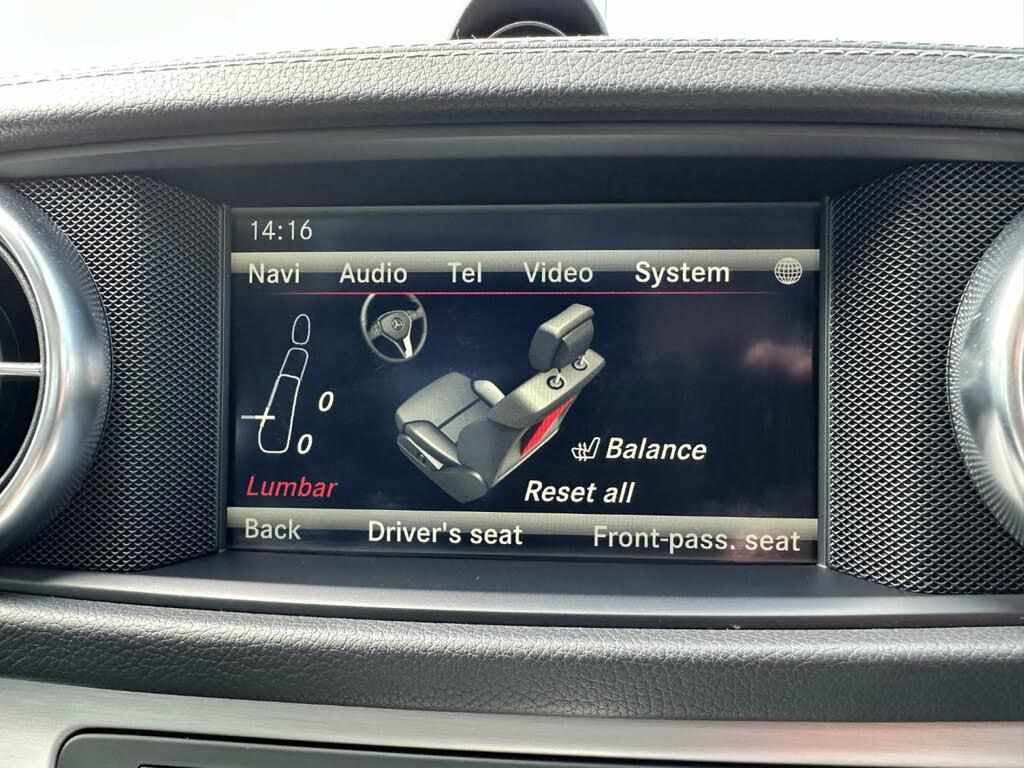 14:16
Navi Audio Tel Video System
0
0
Balance
Lumbar
Reset all
Back Driver's seat Front-pass. seat